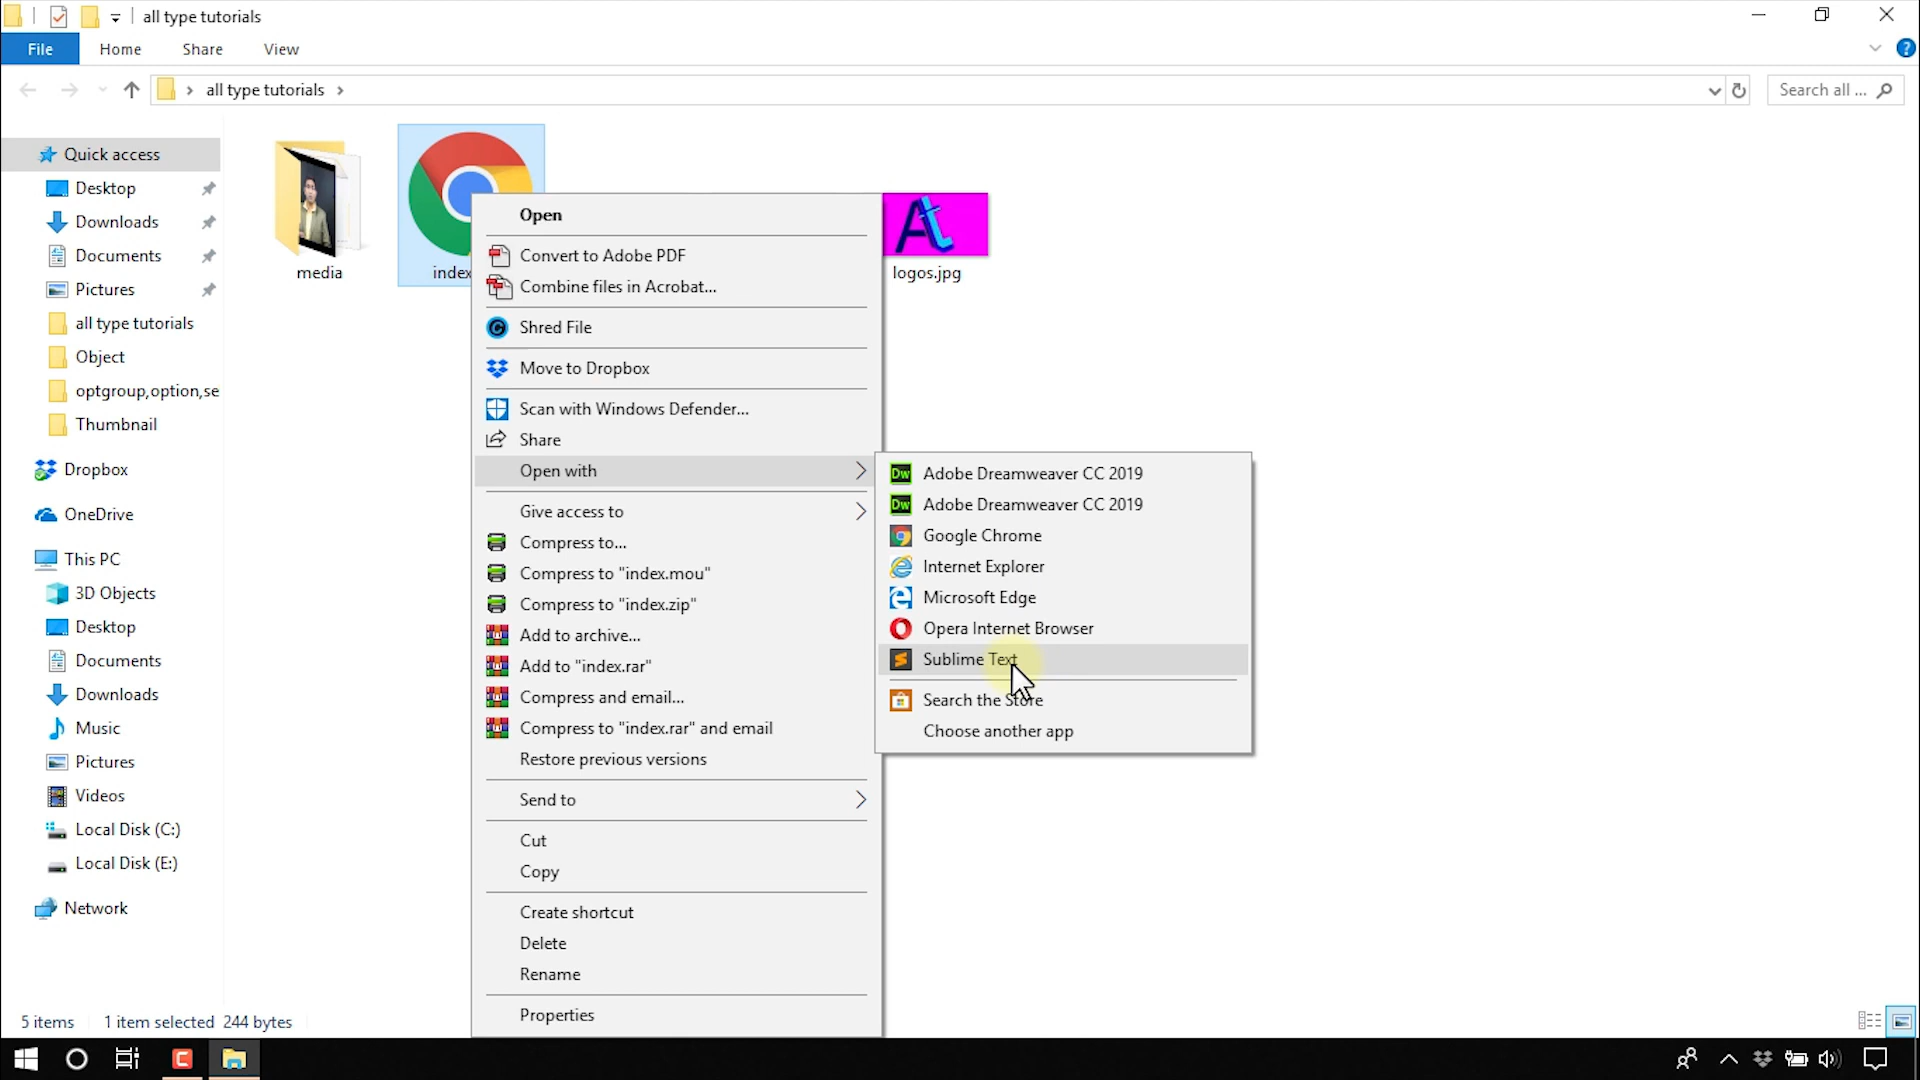 all type tutorials
File Home Share View
all type tutorials
Search all ...
Quick access
Desktop
Downloads
Documents
Pictures
all type tutorials
Object
optgroup,option,se
Thumbnail
Dropbox
OneDrive
This PC
3D Objects
Desktop
Documents
Downloads
Music
Pictures
Videos
Local Disk (C:)
Local Disk (E:)
Network
media
index
logos.jpg
At
Open
Convert to Adobe PDF
Combine files in Acrobat...
Shred File
Move to Dropbox
Scan with Windows Defender...
Share
Open with
Give access to
Compress to...
Compress to "index.mou"
Compress to "index.zip"
Add to archive...
Add to "index.rar"
Compress and email...
Compress to "index.rar" and email
Restore previous versions
Send to
Cut
Copy
Create shortcut
Delete
Rename
Properties
Dw Adobe Dreamweaver CC 2019
Dw Adobe Dreamweaver CC 2019
Google Chrome
Internet Explorer
Microsoft Edge
Opera Internet Browser
Sublime Text
Search the Store
Choose another app
5 items 1 item selected 244 bytes